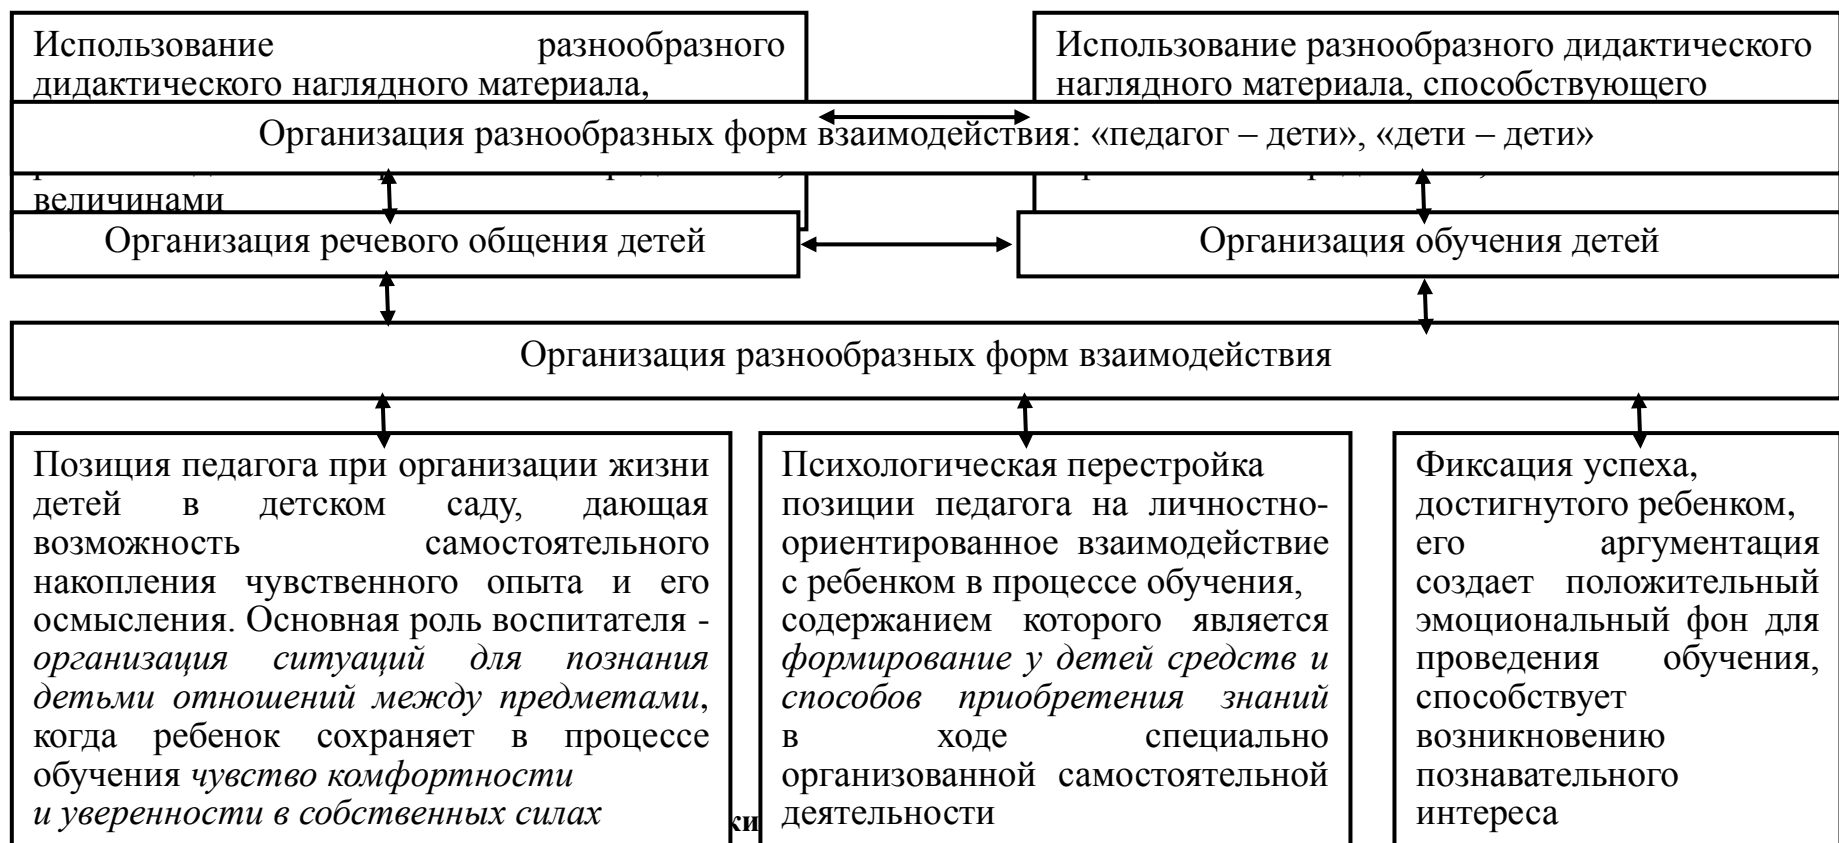 Использование разнообразного
дидактического наглядного материала,
величинами
Использование разнообразного дидактического
наглядного материала, способствующего
Организация разнообразных форм взаимодействия: «педагог – дети», «дети – дети»
Организация речевого общения детей
Организация обучения детей
Организация разнообразных форм взаимодействия
Позиция педагога при организации жизни
детей в детском саду, дающая
возможность самостоятельного
накопления чувственного опыта и его
осмысления. Основная роль воспитателя -
организация ситуаций для познания
детьми отношений между предметами,
когда ребенок сохраняет в процессе
обучения чувство комфортности
и уверенности в собственных силах
Психологическая перестройка
позиции педагога на личностно-
ориентированное взаимодействие
с ребенком в процессе обучения,
содержанием которого является
формирование у детей средств и
способов приобретения знаний
в ходе специально
организованной самостоятельной
деятельности
Фиксация успеха,
достигнутого ребенком,
его аргументация
создает положительный
эмоциональный фон для
проведения обучения,
способствует
возникновению
познавательного
интереса